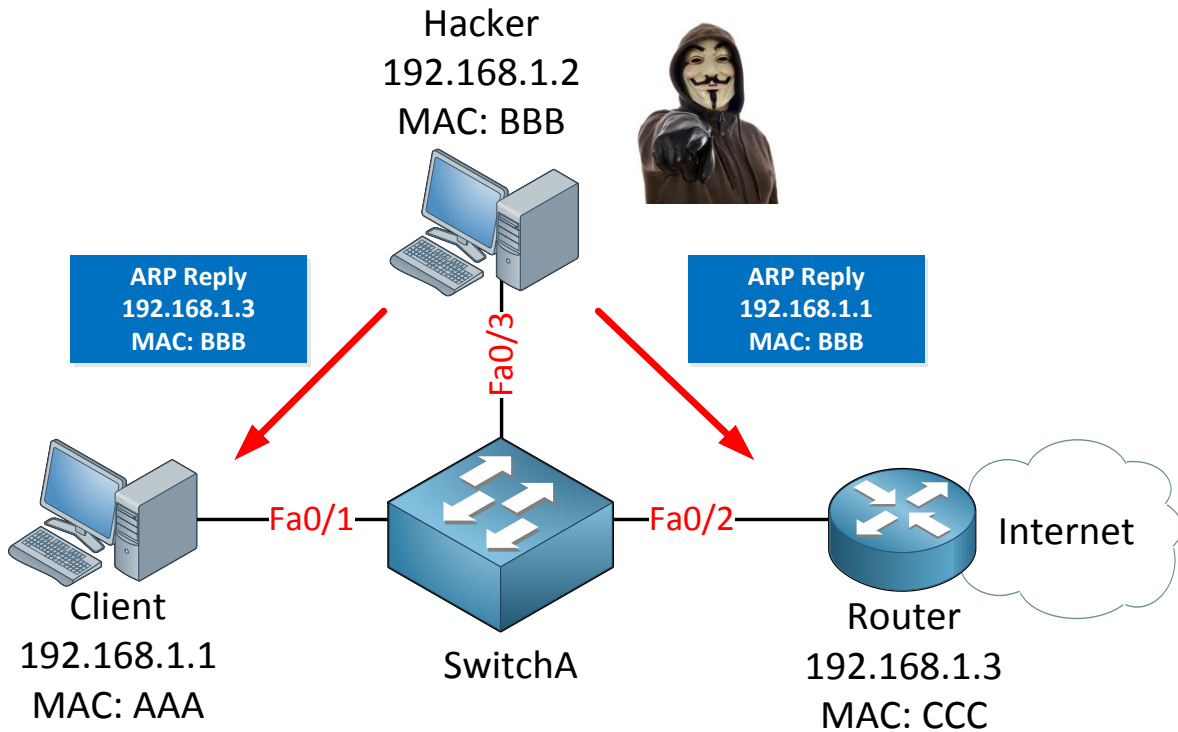 Hacker
192.168.1.2
MAC: BBB
ARP Reply
192.168.1.3
MAC: BBB
ARP Reply
192.168.1.1
MAC: BBB
Fa0/3
Fa0/1
Fa0/2
Internet
Client
192.168.1.1
MAC: AAA
SwitchA
Router
192.168.1.3
MAC: CCC